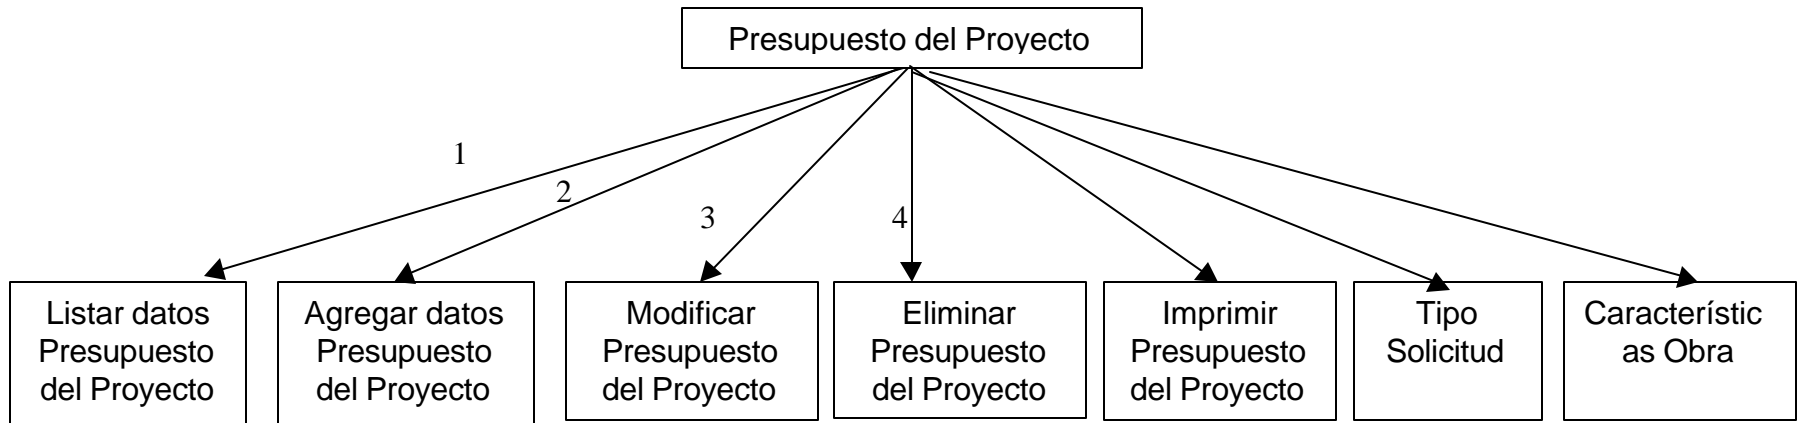 Presupuesto del Proyecto
1
2
3
4
Listar datos
Presupuesto
del Proyecto
Agregar datos
Presupuesto
del Proyecto
Modificar
Presupuesto
del Proyecto
Eliminar
Presupuesto
del Proyecto
Imprimir
Presupuesto
del Proyecto
Tipo
Solicitud
Característic
as Obra